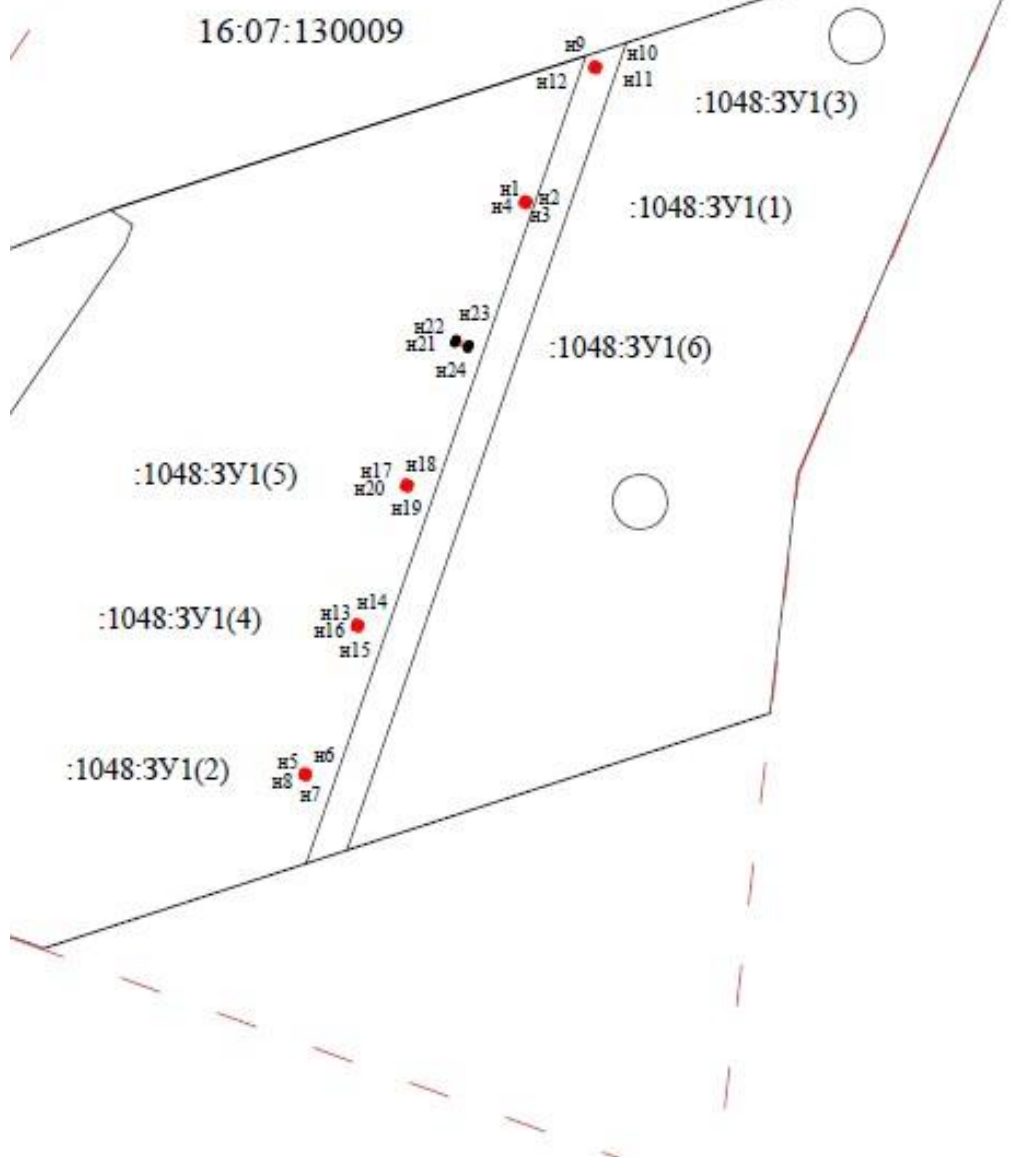 16:07:130009
н9
н10
н12
н11
:1048:ЗУ1(3)
н1
н2
н4
н3
:1048:ЗУ1(1)
н22
н23
н21
н24
:1048:ЗУ1(6)
:1048:ЗУ1(5)
н17
н18
н20
н19
:1048:ЗУ1(4)
н13
н14
н16
н15
:1048:ЗУ1(2)
н5
н6
н8
н7